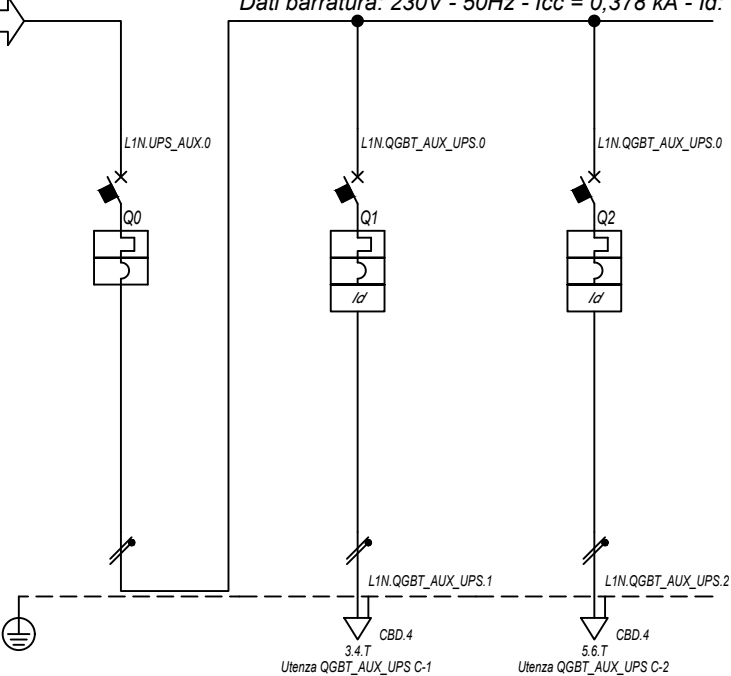 Dati barratura: 230V - 50Hz - Icc = 0,378 kA - Id:
L1N.UPS_AUX.0
L1N.QGBT_AUX_UPS.0
L1N.QGBT_AUX_UPS.0
Q0
Q1
Q2
Id
Id
L1N.QGBT_AUX_UPS.1
L1N.QGBT_AUX_UPS.2
CBD.4
CBD.4
3.4.T
5.6.T
Utenza QGBT_AUX_UPS C-1
Utenza QGBT_AUX_UPS C-2